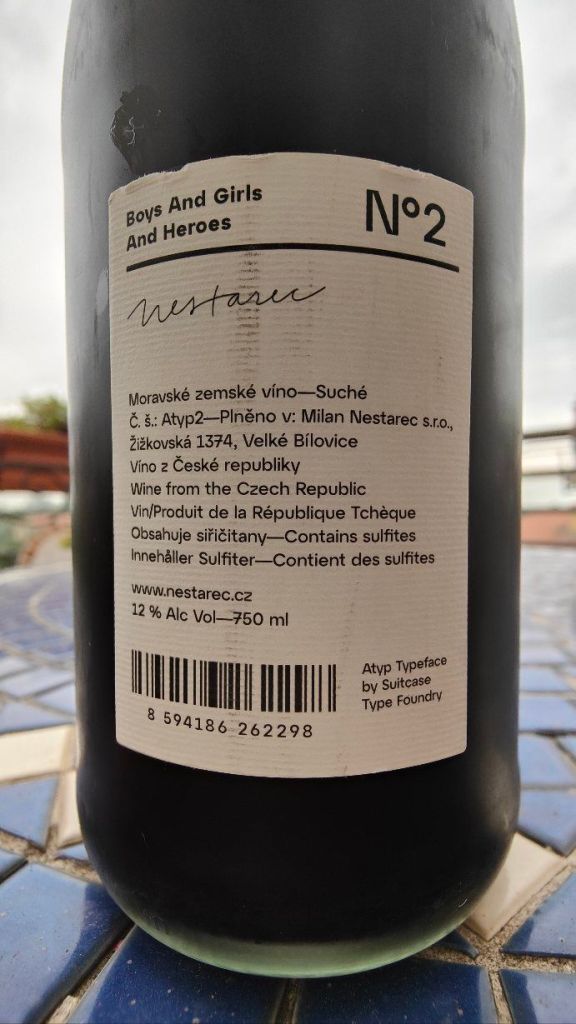 Boys And Girls
And Heroes
Nº2
nestarec
Moravské zemské víno—Suché
Č. š.: Atyp2—Plněno v: Milan Nestarec s.r.o.,
Žižkovská 1374, Velké Bílovice
Víno z České republiky
Wine from the Czech Republic
Vin/Produit de la République Tchèque
Obsahuje siřičitany—Contains sulfites
Innehåller Sulfiter—Contient des sulfites
www.nestarec.cz
12 % Alc Vol—750 ml
Atyp Typeface
by Suitcase
Type Foundry
8 594186 262298